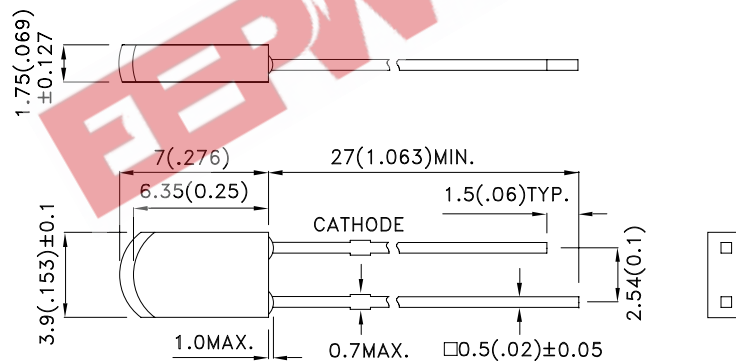 1.75(.069)
±0.127
EEPW
7(.276)
27(1.063)MIN.
6.35(0.25)
1.5(.06)TYP.
CATHODE
3.9(.153)±0.1
2.54(0.1)
1.0MAX.
0.7MAX.
□0.5(.02)±0.05